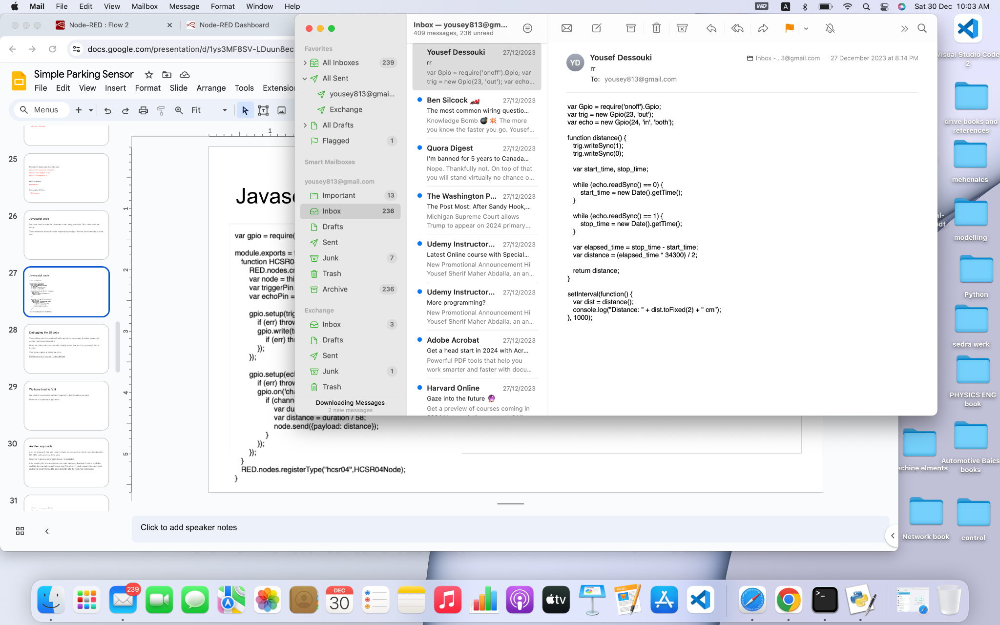 Mail File Edit View Mailbox Message Format Window Help
A Sat 30 Dec 10:03 AM
Node-RED : Flow 2
Node-RED Dashboard
docs.google.com/presentation/d/1ys3MF8SV-LDuun8ec
Simple Parking Sensor
File Edit View Insert Format Slide Arrange Tools Extensio
Menus
Fit
25
26
Javascript code
27
Javascript code
28
Debugging the JS code
29
We have tried to fix it
30
Another approach
31
1
1
2
3
4
5
Javasc
var gpio = require(
module.exports =
function HCSR0
RED.nodes.cr
var node = thi
var triggerPin
var echoPin =
gpio.setup(trig
if (err) throw
gpio.write(tr
if (err) thr
});
});
gpio.setup(ec
if (err) throw
gpio.on('cha
if (chann
var du
var distance = duration / 58;
node.send({payload: distance});
}
});
});
}
RED.nodes.registerType("hcsr04",HCSR04Node);
}
Click to add speaker notes
Favorites
All Inboxes 239
All Sent
yousey813@gmai...
Exchange
All Drafts
Flagged 1
Smart Mailboxes
yousey813@gmail.com
Important 13
Inbox 236
Drafts
Sent
Junk 7
Trash
Archive 236
Exchange
Inbox 3
Drafts
Sent
Junk 1
Trash
Downloading Messages
2 new messages
Inbox — yousey813@gm...
409 messages, 236 unread
Yousef Dessouki 27/12/2023
rr
var Gpio = require('onoff').Gpio; var
trig = new Gpio(23, 'out'); var echo...
Ben Silcock 🏎️ 27/12/2023
The most common wiring questio...
Knowledge Bomb 💣 💥 The more
you know the faster you go. Yousef...
Quora Digest 27/12/2023
I'm banned for 5 years to Canada...
Nope. Thankfully not. On top of that
you will stand virtually no chance o...
The Washington P... 27/12/2023
The Post Most: After Sandy Hook,...
Michigan Supreme Court allows
Trump to appear on 2024 primary...
Udemy Instructor... 27/12/2023
Latest Online course with Special...
New Promotional Announcement Hi
Yousef Sherif Maher Abdalla, an an...
Udemy Instructor... 27/12/2023
More programming?
New Promotional Announcement Hi
Yousef Sherif Maher Abdalla, an an...
Adobe Acrobat 27/12/2023
Get a head start in 2024 with Acr...
Powerful PDF tools that help you
work smarter and faster with docu...
Harvard Online 27/12/2023
Gaze into the future 🔮
Get a preview of courses coming in
YD
Yousef Dessouki
rr
To: yousey813@gmail.com
Inbox -...3@gmail.com 27 December 2023 at 8:14 PM
var Gpio = require('onoff').Gpio;
var trig = new Gpio(23, 'out');
var echo = new Gpio(24, 'in', 'both');
function distance() {
trig.writeSync(1);
trig.writeSync(0);
var start_time, stop_time;
while (echo.readSync() == 0) {
start_time = new Date().getTime();
}
while (echo.readSync() == 1) {
stop_time = new Date().getTime();
}
var elapsed_time = stop_time - start_time;
var distance = (elapsed_time * 34300) / 2;
return distance;
}
setInterval(function() {
var dist = distance();
console.log("Distance: " + dist.toFixed(2) + " cm");
}, 1000);
Visual Studio Code
2
drive books and
references
mehcnaics
modelling
Python
sedra werk
PHYSICS ENG
book
Automotive Baics
books
achine elments
Network book
control
239
DEC
30
tv
PAGES